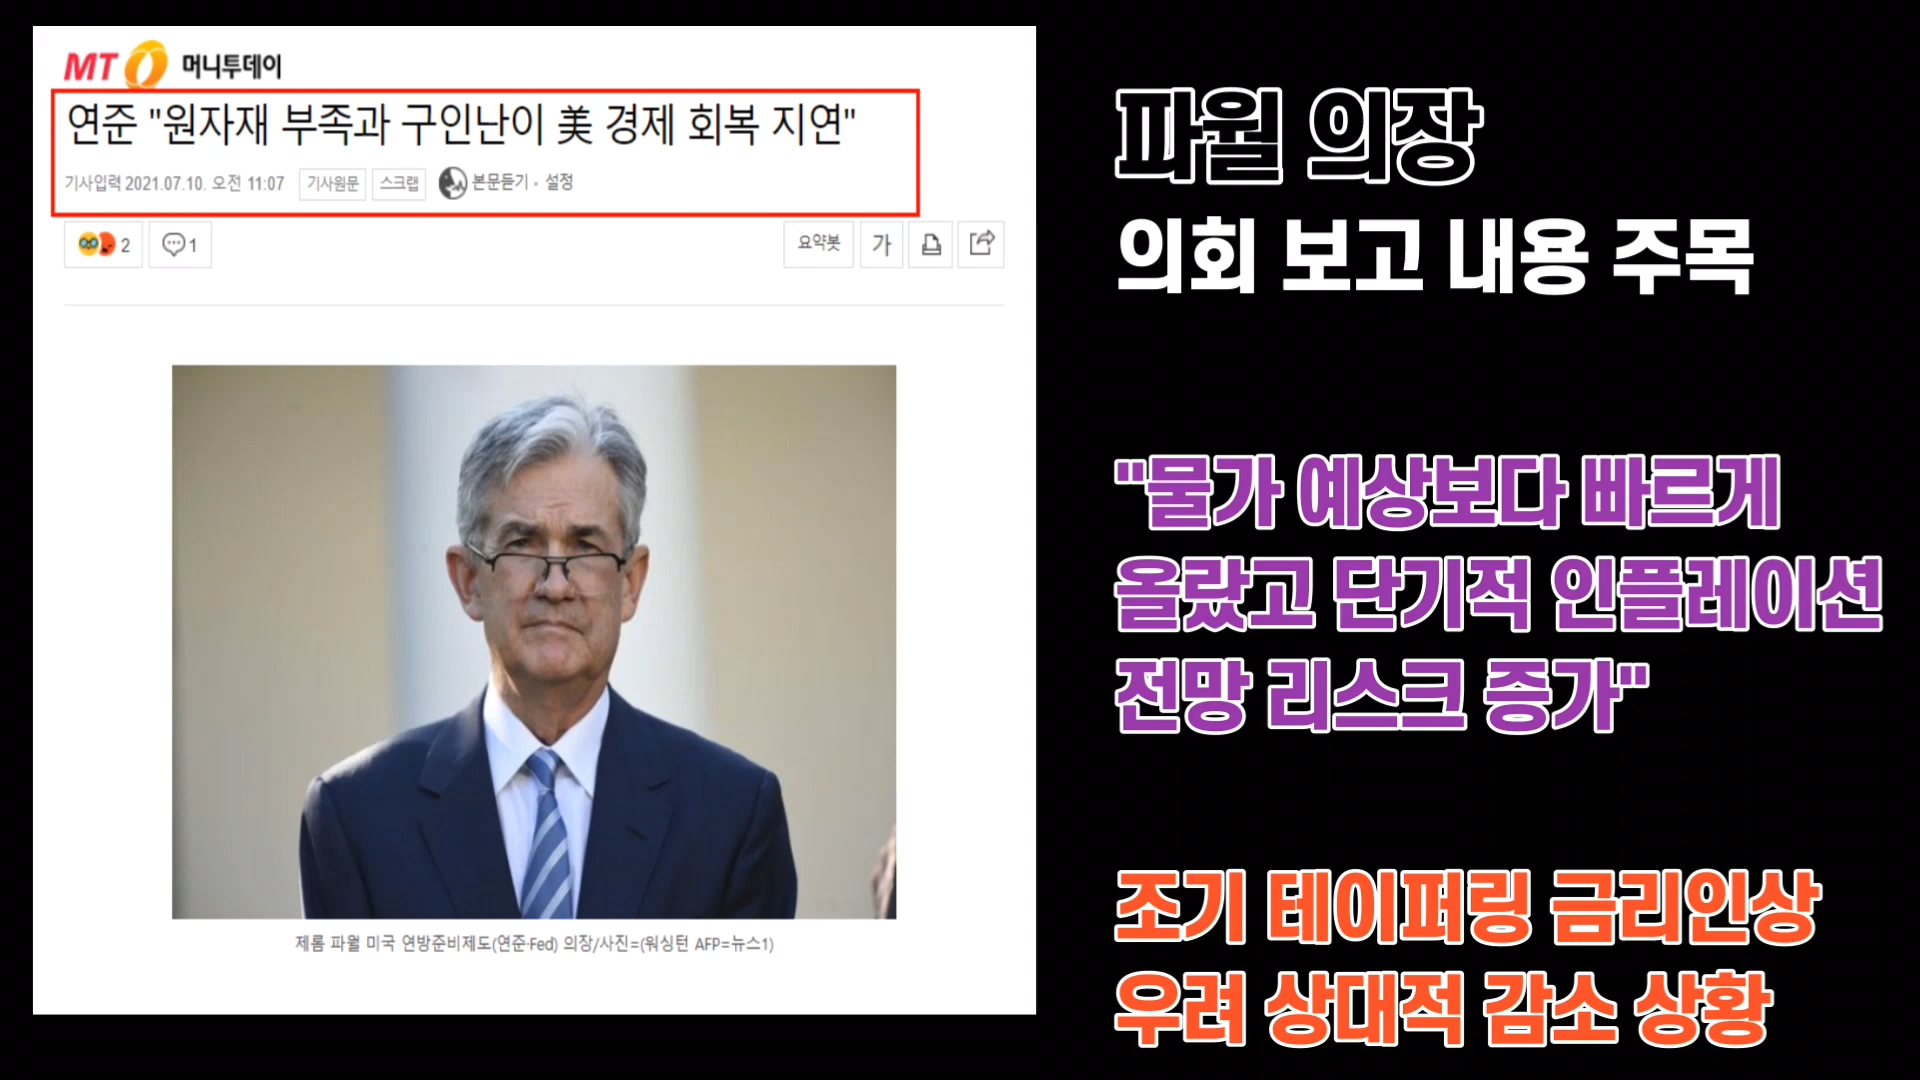 MT 머니투데이
연준 "원자재 부족과 구인난이 美 경제 회복 지연"
기사입력 2021.07.10. 오전 11:07 기사원문 스크랩 본문듣기 · 설정
2 1 요약봇 가
제롬 파월 미국 연방준비제도(연준·Fed) 의장/사진=(워싱턴 AFP=뉴스1)
파월 의장
의회 보고 내용 주목
"물가 예상보다 빠르게
올랐고 단기적 인플레이션
전망 리스크 증가"
조기 테이퍼링 금리인상
우려 상대적 감소 상황